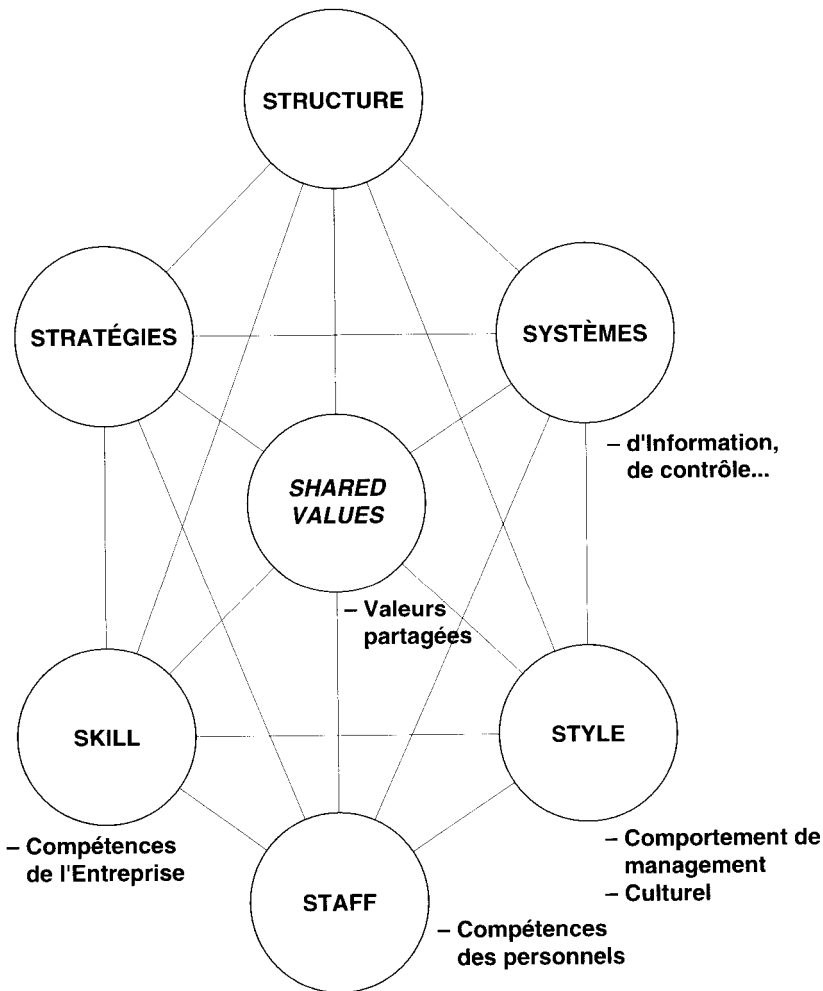 STRUCTURE
STRATÉGIES
SYSTÈMES
– d'Information,
de contrôle...
SHARED
VALUES
– Valeurs
partagées
SKILL
– Compétences
de l'Entreprise
STYLE
– Comportement de
management
– Culturel
STAFF
– Compétences
des personnels